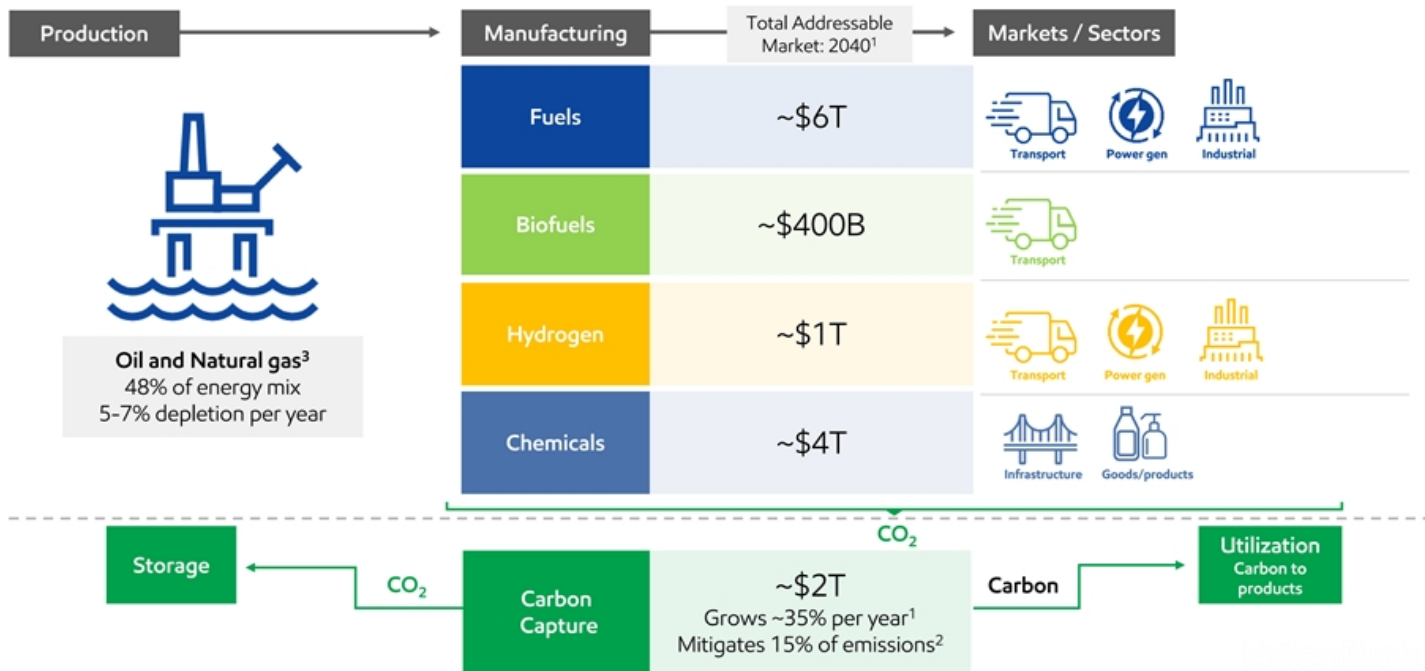 Production
Manufacturing
Total Addressable
Market: 2040¹
Markets / Sectors
Fuels
~$6T
Transport
Power gen
Industrial
Biofuels
~$400B
Transport
Hydrogen
~$1T
Transport
Power gen
Industrial
Oil and Natural gas³
48% of energy mix
5-7% depletion per year
Chemicals
~$4T
Infrastructure
Goods/products
CO₂
Storage
CO₂
Carbon
Capture
~$2T
Grows ~35% per year¹
Mitigates 15% of emissions²
Carbon
Utilization
Carbon to
products